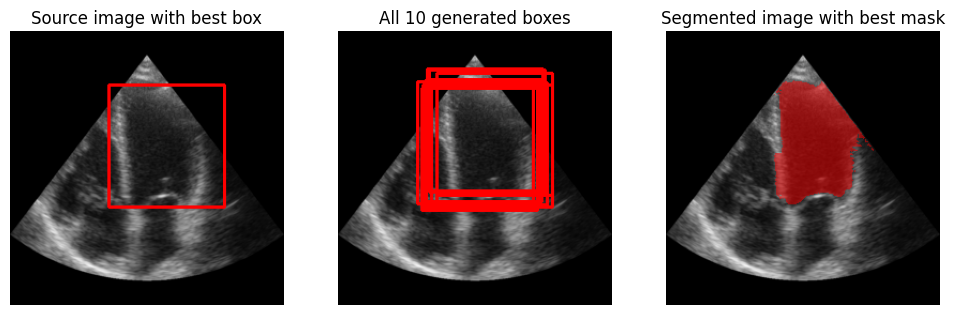 Source image with best box
All 10 generated boxes
Segmented image with best mask